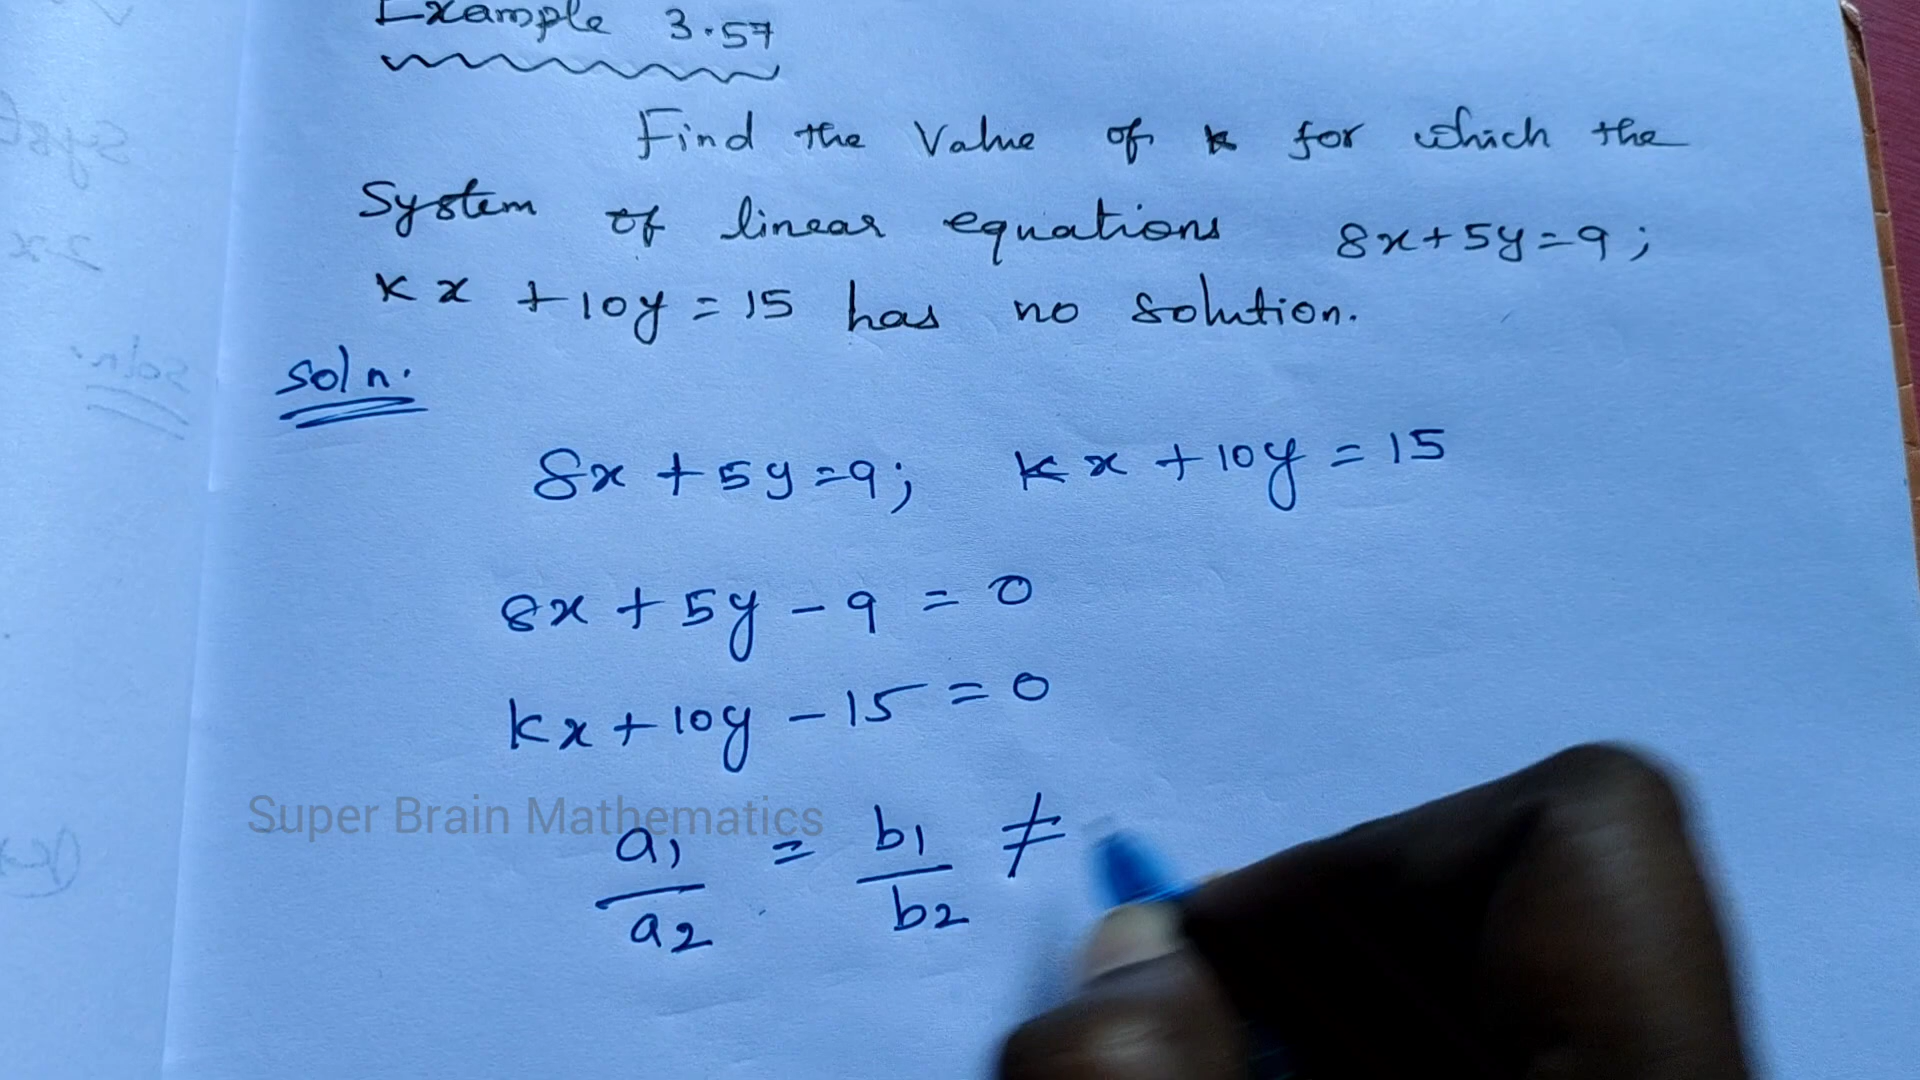 Example 3.57
Find the Value of k for which the
System of linear equations 8x+5y=9;
kx +10y=15 has no solution.
Soln.
8x+5y=9; kx+10y=15
8x+5y-9=0
kx+10y-15=0
Super Brain Mathematics
a1/a2 = b1/b2 ≠